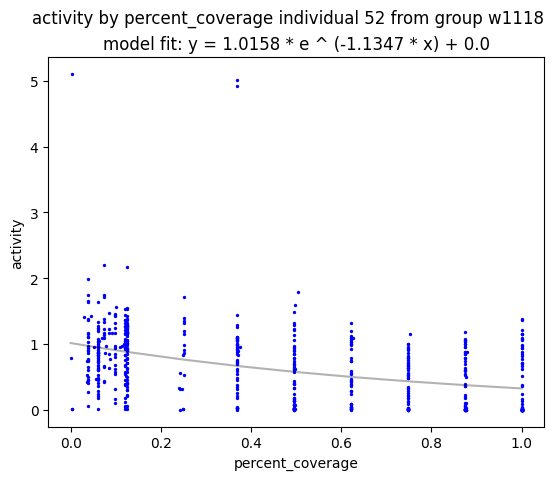 activity by percent_coverage individual 52 from group w1118
model fit: y = 1.0158 * e ^ (-1.1347 * x) + 0.0
5
4
3
2
1
0
activity
0.0 0.2 0.4 0.6 0.8 1.0
percent_coverage